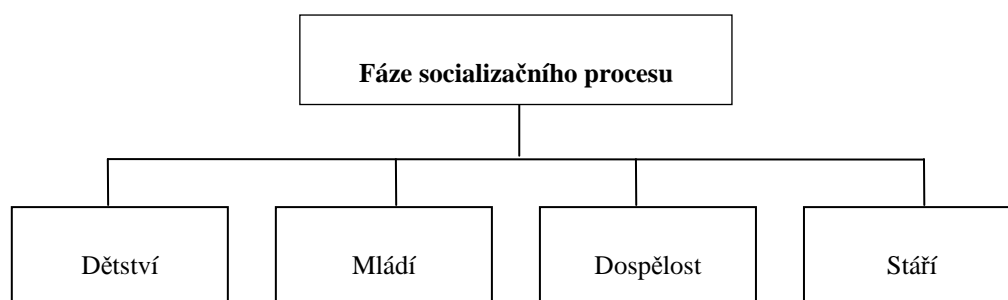 Fáze socializačního procesu
Dětství
Mládí
Dospělost
Stáří